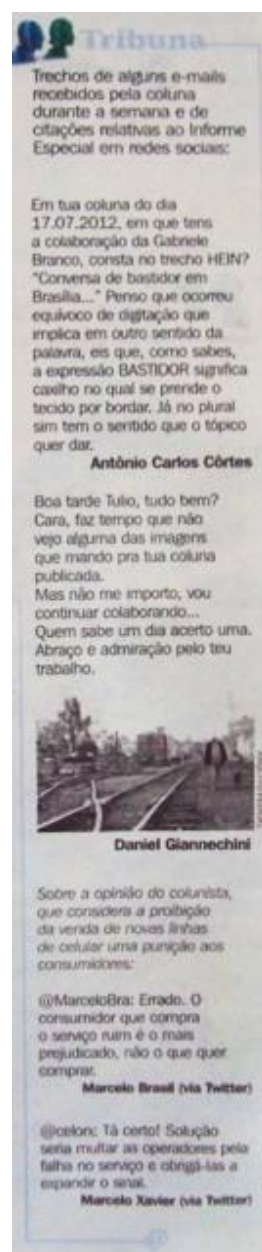 Tribuna
Trechos de alguns e-mails
recebidos pela coluna
durante a semana e de
citações relativas ao Informe
Especial em redes sociais:
Em tua coluna do dia
17.07.2012, em que tens
a colaboração da Gabriele
Branco, consta no trecho HEIN?
"Conversa de bastidor em
Brasília..." Penso que ocorreu
equívoco de digitação que
implica em outro sentido da
palavra, eis que, como sabes,
a expressão BASTIDOR significa
caxilho no qual se prende o
tecido por bordar. Já no plural
sim tem o sentido que o tópico
quer dar.
Antônio Carlos Côrtes
Boa tarde Tulio, tudo bem?
Cara, faz tempo que não
vejo alguma das imagens
que mando pra tua coluna
publicada.
Mas não me importo, vou
continuar colaborando...
Quem sabe um dia acerto uma.
Abraço e admiração pelo teu
trabalho.
Daniel Giannechini
Sobre a opinião do colunista,
que considera a proibição
da venda de novas linhas
de celular uma punição aos
consumidores:
@MarceloBra: Errado. O
consumidor que compra
o serviço ruim é o mais
prejudicado, não o que quer
comprar.
Marcelo Brasil (via Twitter)
@celonc: Tá certo! Solução
seria multar as operadores pela
falha no serviço e obrigá-las a
expandir o sinal.
Marcelo Xavier (via Twitter)